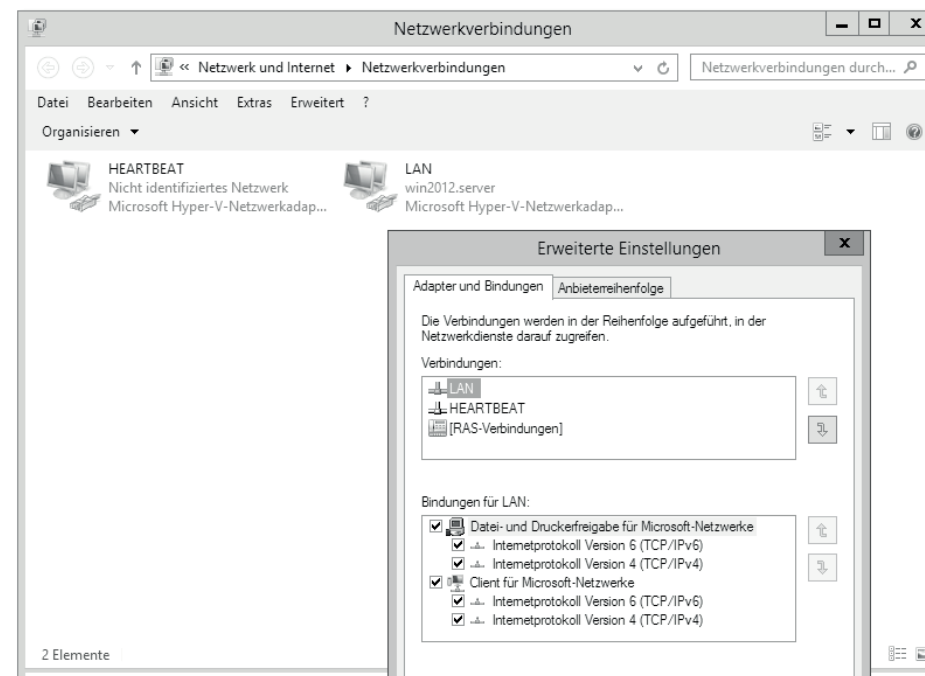 Netzwerkverbindungen
« Netzwerk und Internet Netzwerkverbindungen
Netzwerkverbindungen durch...
Datei Bearbeiten Ansicht Extras Erweitert ?
Organisieren
HEARTBEAT
Nicht identifiziertes Netzwerk
Microsoft Hyper-V-Netzwerkadap...
LAN
win2012.server
Microsoft Hyper-V-Netzwerkadap...
Erweiterte Einstellungen
Adapter und Bindungen Anbieterreihenfolge
Die Verbindungen werden in der Reihenfolge aufgeführt, in der
Netzwerkdienste darauf zugreifen.
Verbindungen:
LAN
HEARTBEAT
[RAS-Verbindungen]
Bindungen für LAN:
Datei- und Druckerfreigabe für Microsoft-Netzwerke
Internetprotokoll Version 6 (TCP/IPv6)
Internetprotokoll Version 4 (TCP/IPv4)
Client für Microsoft-Netzwerke
Internetprotokoll Version 6 (TCP/IPv6)
Internetprotokoll Version 4 (TCP/IPv4)
2 Elemente